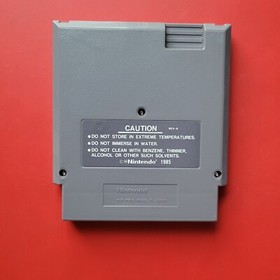 CAUTION
REV-A
●DO NOT STORE IN EXTREME TEMPERATURES.
●DO NOT IMMERSE IN WATER.
●DO NOT CLEAN WITH BENZENE, THINNER,
ALCOHOL OR OTHER SUCH SOLVENTS.
©Nintendo® 1985